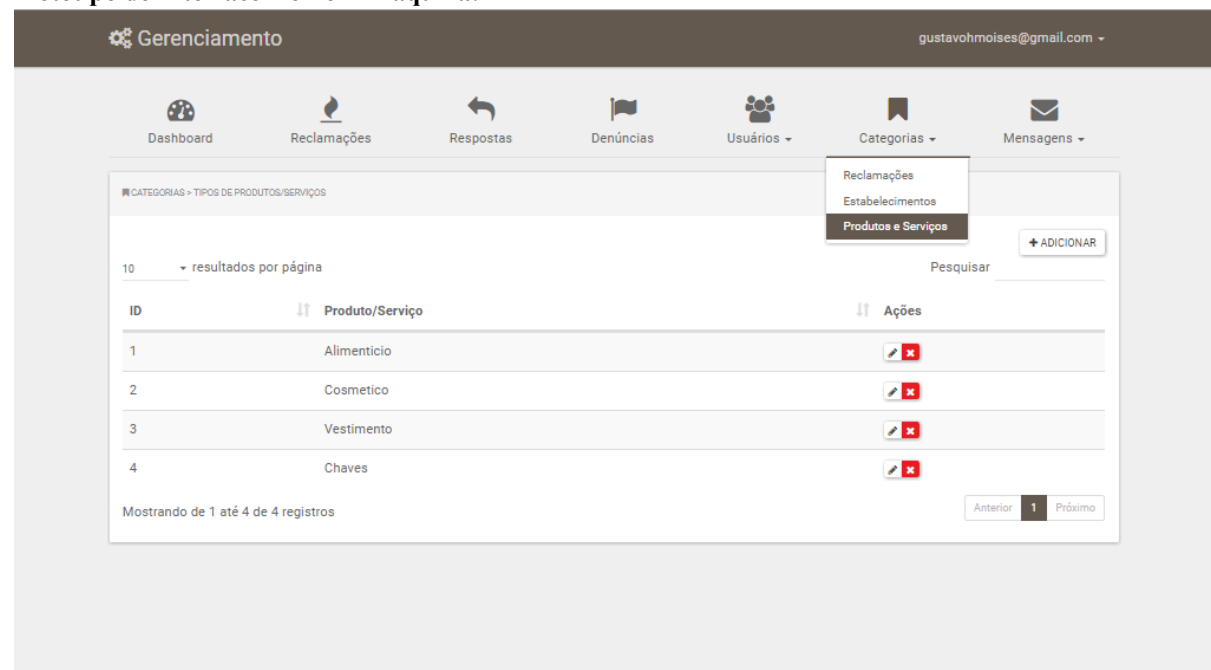 Gerenciamento
gustavohmoises@gmail.com
Dashboard
Reclamações
Respostas
Denúncias
Usuários
Categorias
Mensagens
Reclamações
Estabelecimentos
Produtos e Serviços
CATEGORIAS > TIPOS DE PRODUTOS/SERVIÇOS
+ ADICIONAR
10 resultados por página
Pesquisar
ID Produto/Serviço Ações
1 Alimenticio
2 Cosmetico
3 Vestimento
4 Chaves
Mostrando de 1 até 4 de 4 registros
Anterior 1 Próximo